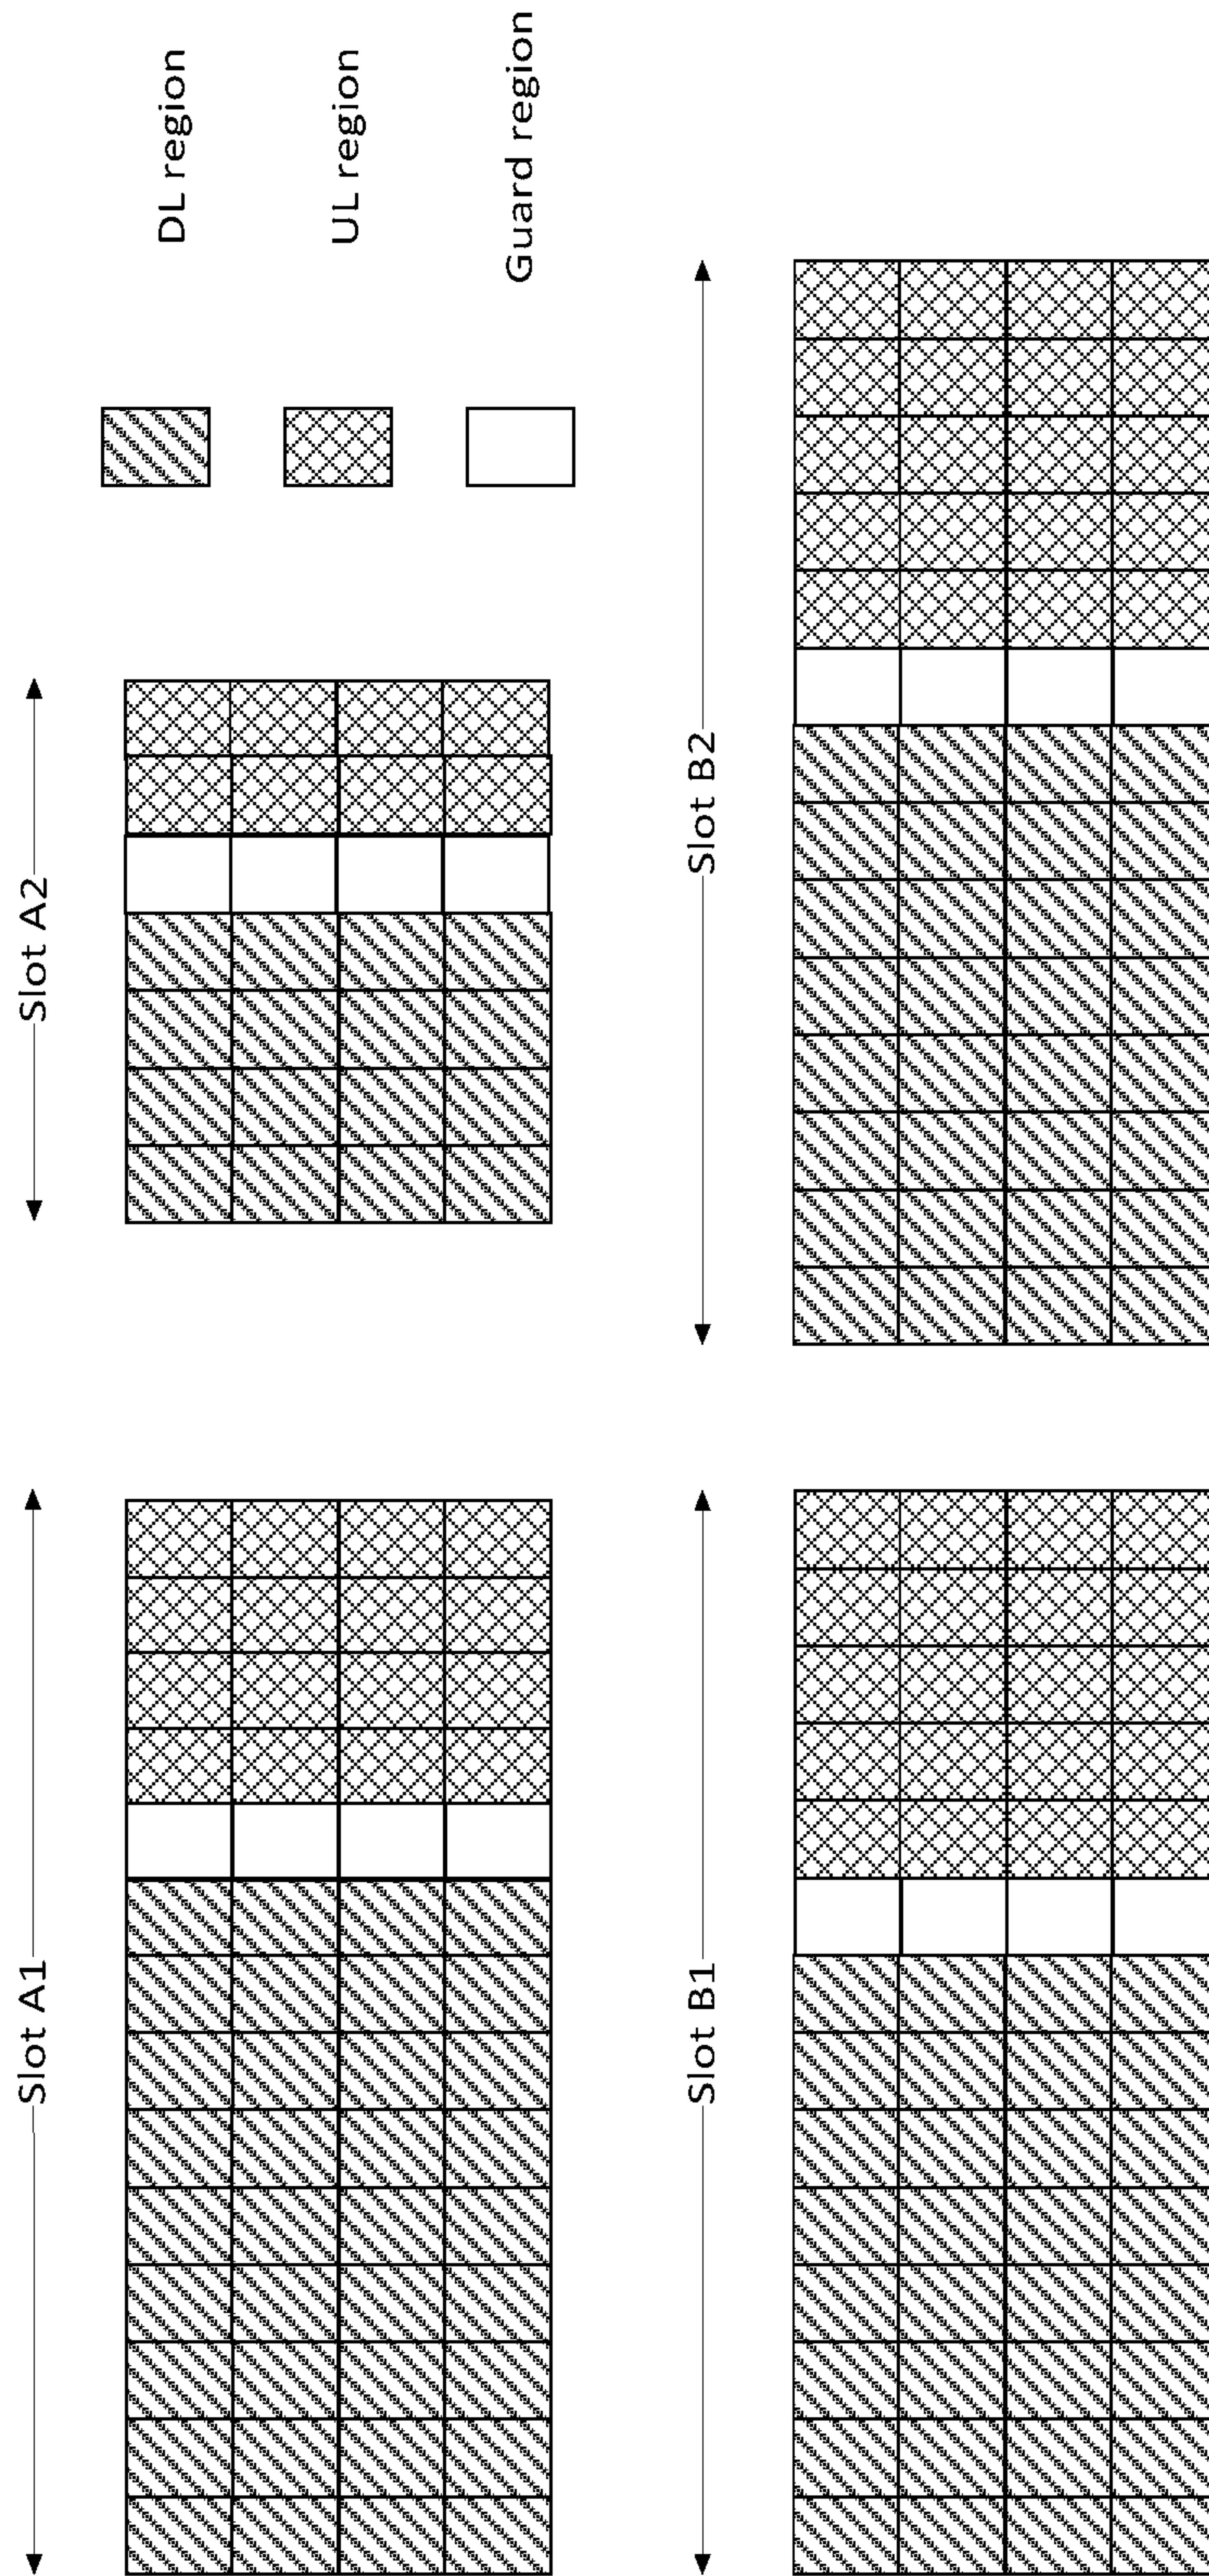 Slot A1
Slot A2
DL region
UL region
Guard region
Slot B1
Slot B2